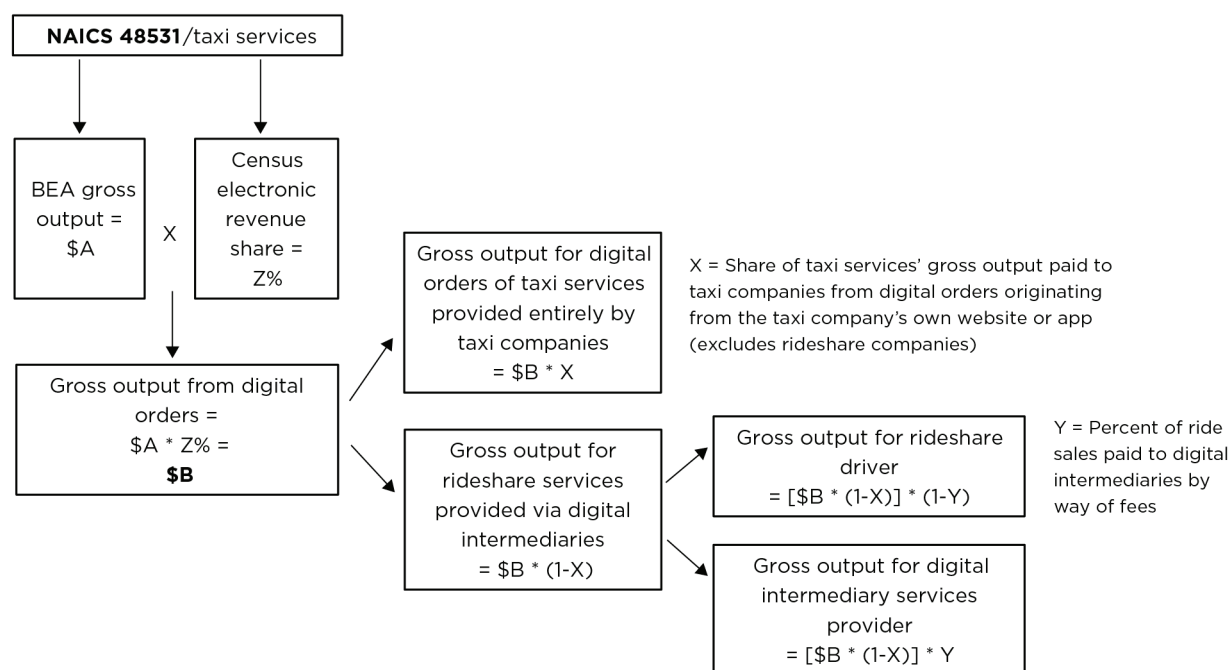 NAICS 48531/taxi services
BEA gross
output =
$A
X
Census
electronic
revenue
share =
Z%
Gross output from digital
orders =
$A * Z% =
$B
Gross output for digital
orders of taxi services
provided entirely by
taxi companies
= $B * X
X = Share of taxi services’ gross output paid to
taxi companies from digital orders originating
from the taxi company’s own website or app
(excludes rideshare companies)
Gross output for
rideshare services
provided via digital
intermediaries
= $B * (1-X)
Gross output for rideshare
driver
= [$B * (1-X)] * (1-Y)
Y = Percent of ride
sales paid to digital
intermediaries by
way of fees
Gross output for digital
intermediary services
provider
= [$B * (1-X)] * Y